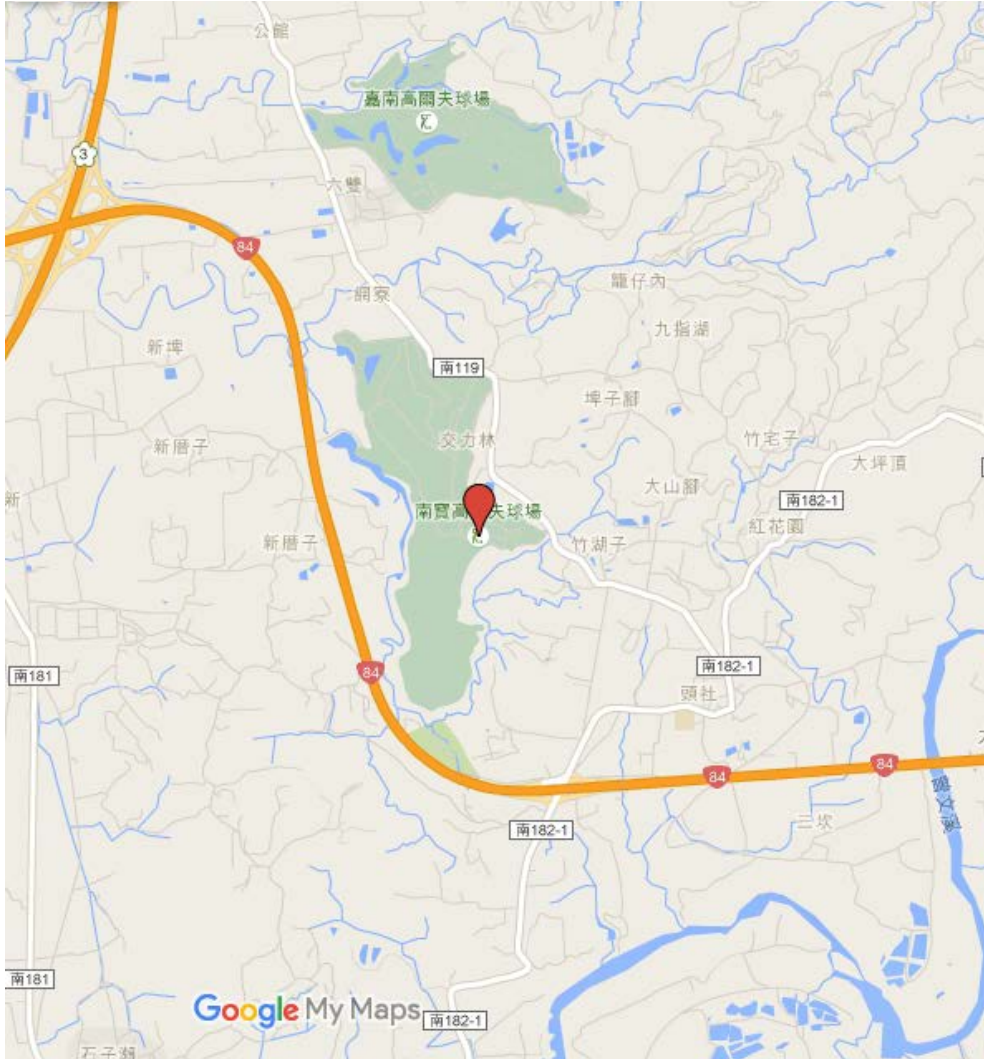 公館
嘉南高爾夫球場
3
六雙
84
網寮
龍仔內
九指湖
新埤
南119
埤子腳
交力林
竹宅子
新厝子
大坪頂
大山腳
新
南182-1
南寶高 夫球場
紅花園
新厝子
竹湖子
南182-1
南181
84
頭社
84
84
曾文溪
南182-1
二坎
南181
Google My Maps
南182-1
石子瀨